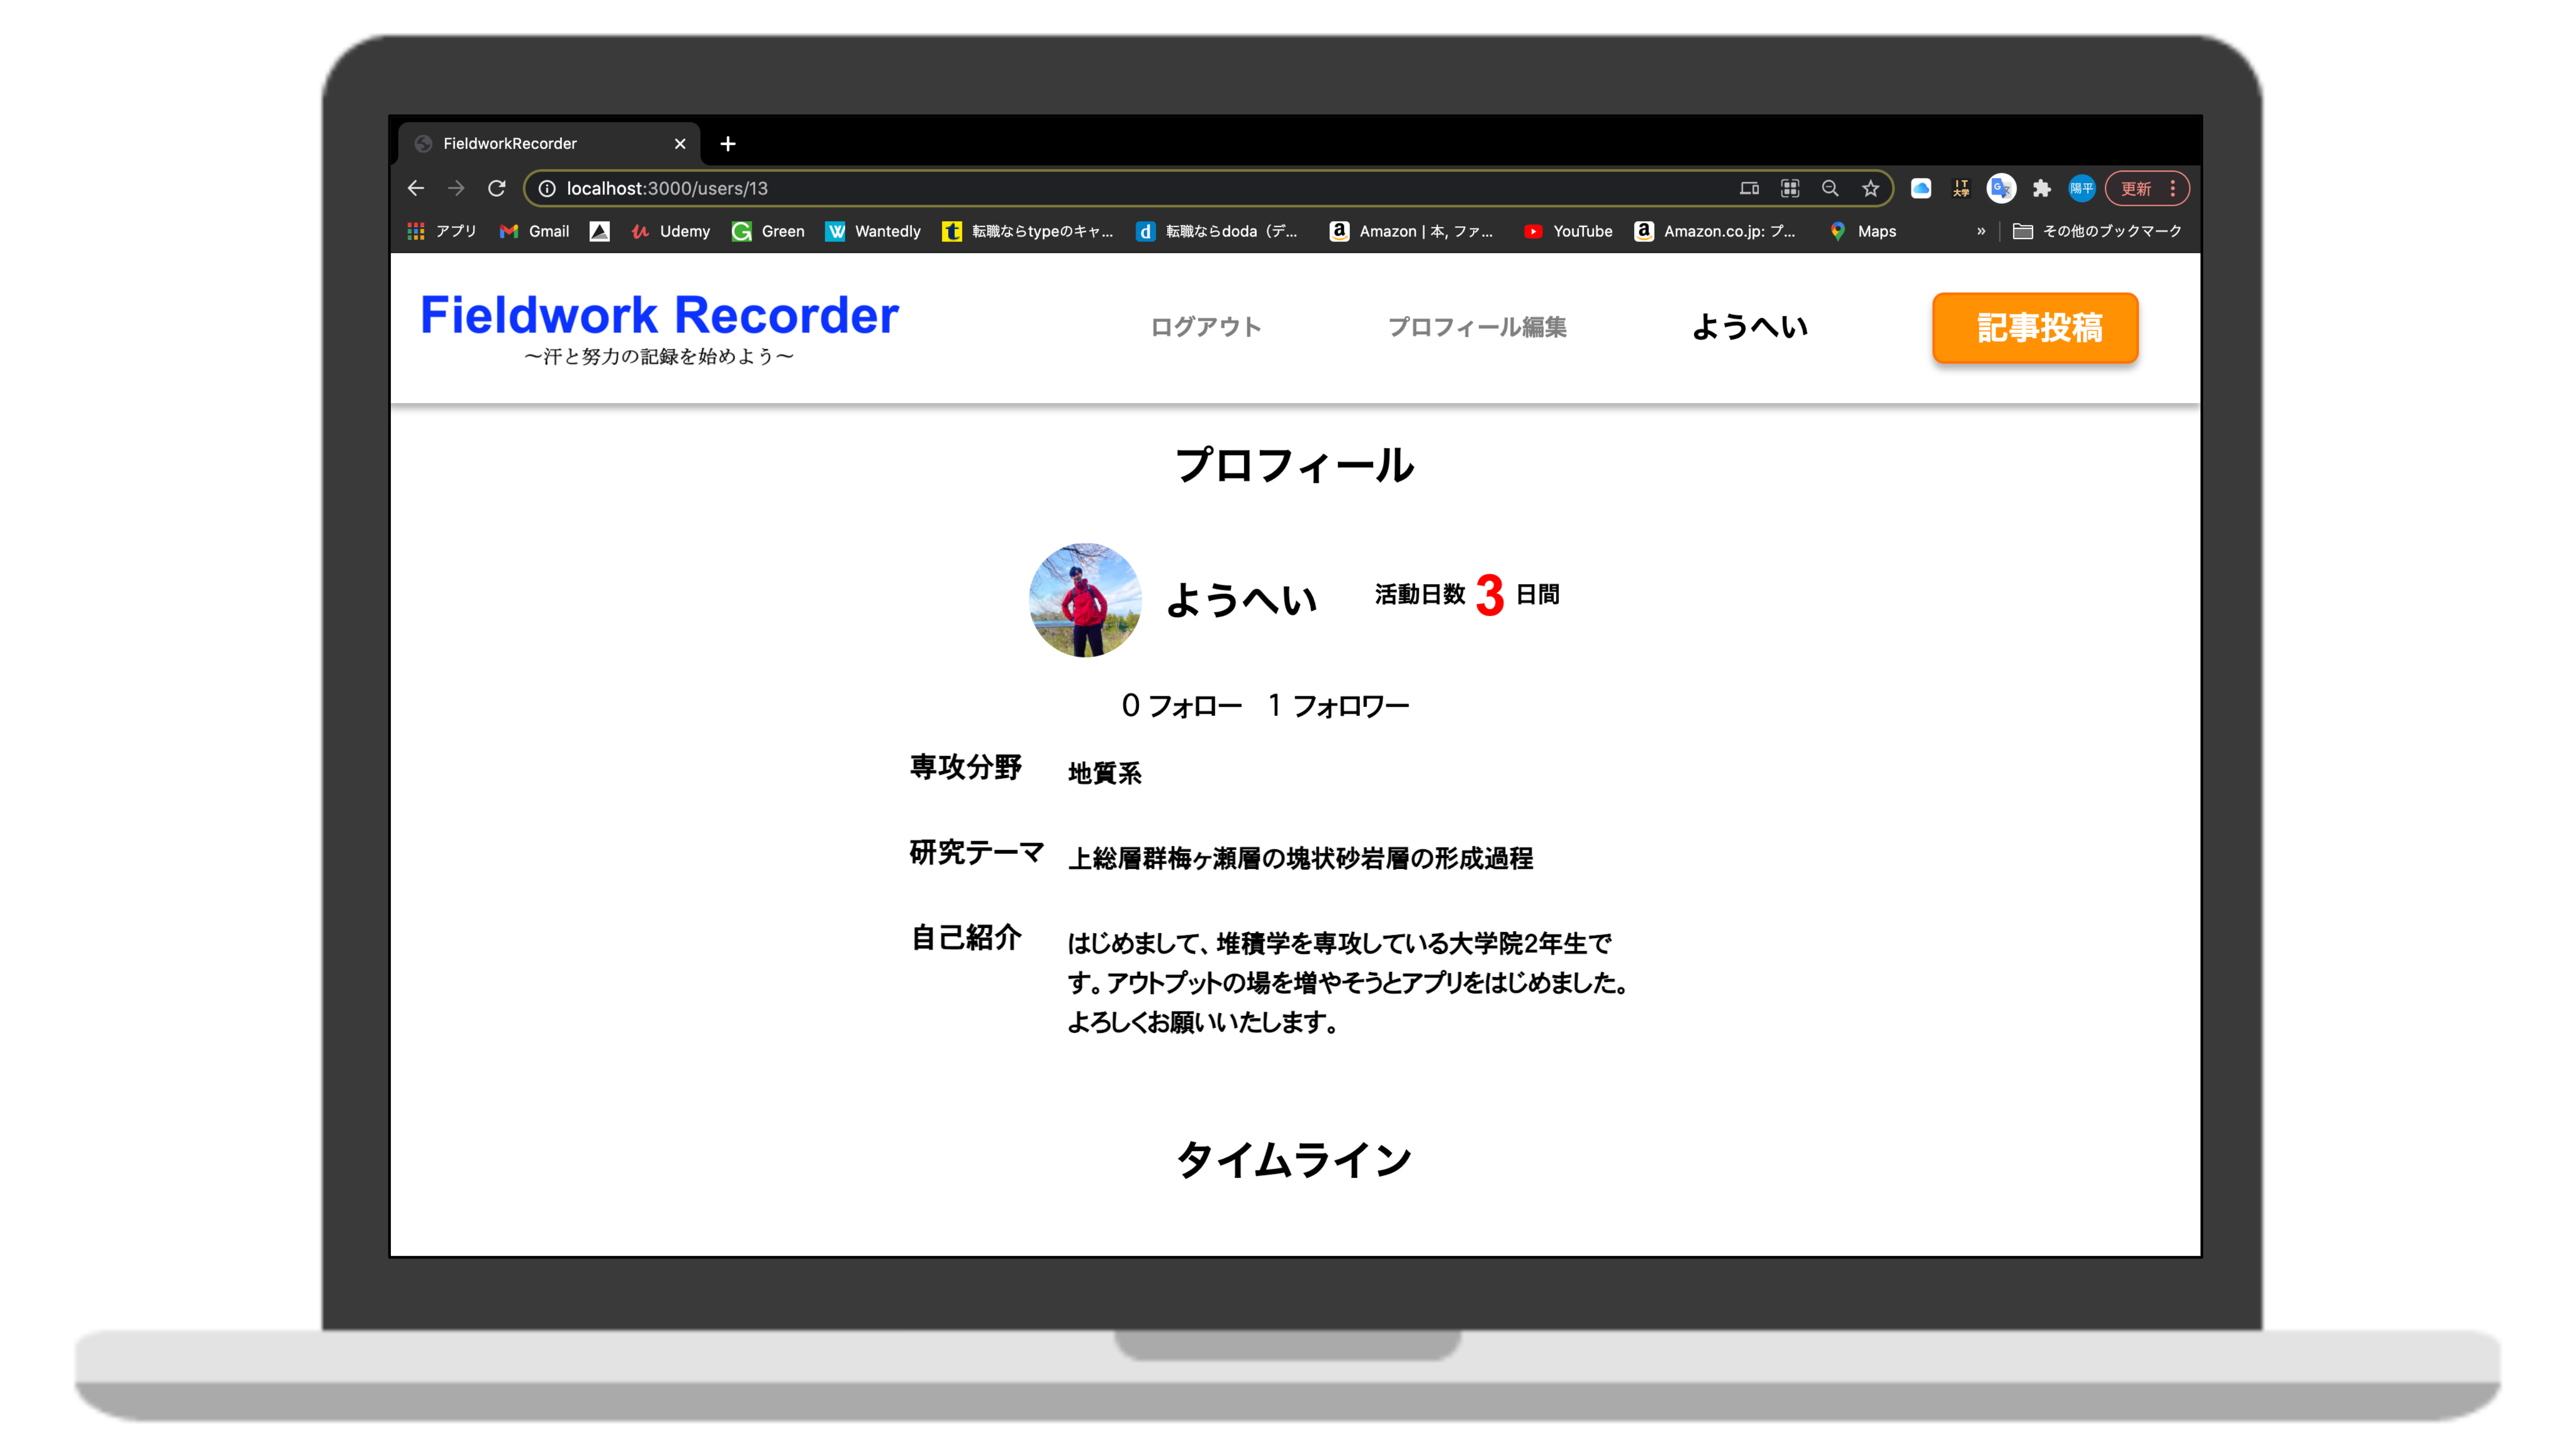 FieldworkRecorder
localhost:3000/users/13
陽平
更新
IT
大学
アプリ
Gmail
Udemy
Green
Wantedly
転職ならtypeのキャ...
転職ならdoda（デ...
Amazon | 本, ファ...
YouTube
Amazon.co.jp: プ...
Maps
»
その他のブックマーク
Fieldwork Recorder
〜汗と努力の記録を始めよう〜
ログアウト
プロフィール編集
ようへい
記事投稿
プロフィール
ようへい
活動日数 3 日間
0 フォロー 1 フォロワー
専攻分野
地質系
研究テーマ
上総層群梅ヶ瀬層の塊状砂岩層の形成過程
自己紹介
はじめまして、堆積学を専攻している大学院2年生で
す。アウトプットの場を増やそうとアプリをはじめました。
よろしくお願いいたします。
タイムライン